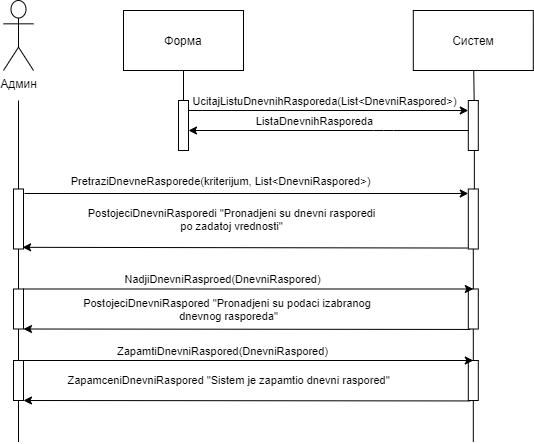 Форма
Систем
Админ
UcitajListuDnevnihRasporeda(List<DnevniRaspored>)
ListaDnevnihRasporeda
PretraziDnevneRasporede(kriterijum, List<DnevniRaspored>)
PostojeciDnevniRasporedi "Pronadjeni su dnevni rasporedi
po zadatoj vrednosti"
NadjiDnevniRasproed(DnevniRaspored)
PostojeciDnevniRaspored "Pronadjeni su podaci izabranog
dnevnog rasporeda"
ZapamtiDnevniRaspored(DnevniRaspored)
ZapamceniDnevniRaspored "Sistem je zapamtio dnevni raspored"